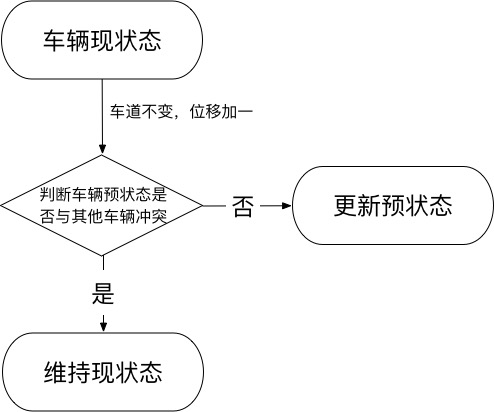 车辆现状态
车道不变，位移加一
判断车辆预状态是
否与其他车辆冲突
否
更新预状态
是
维持现状态